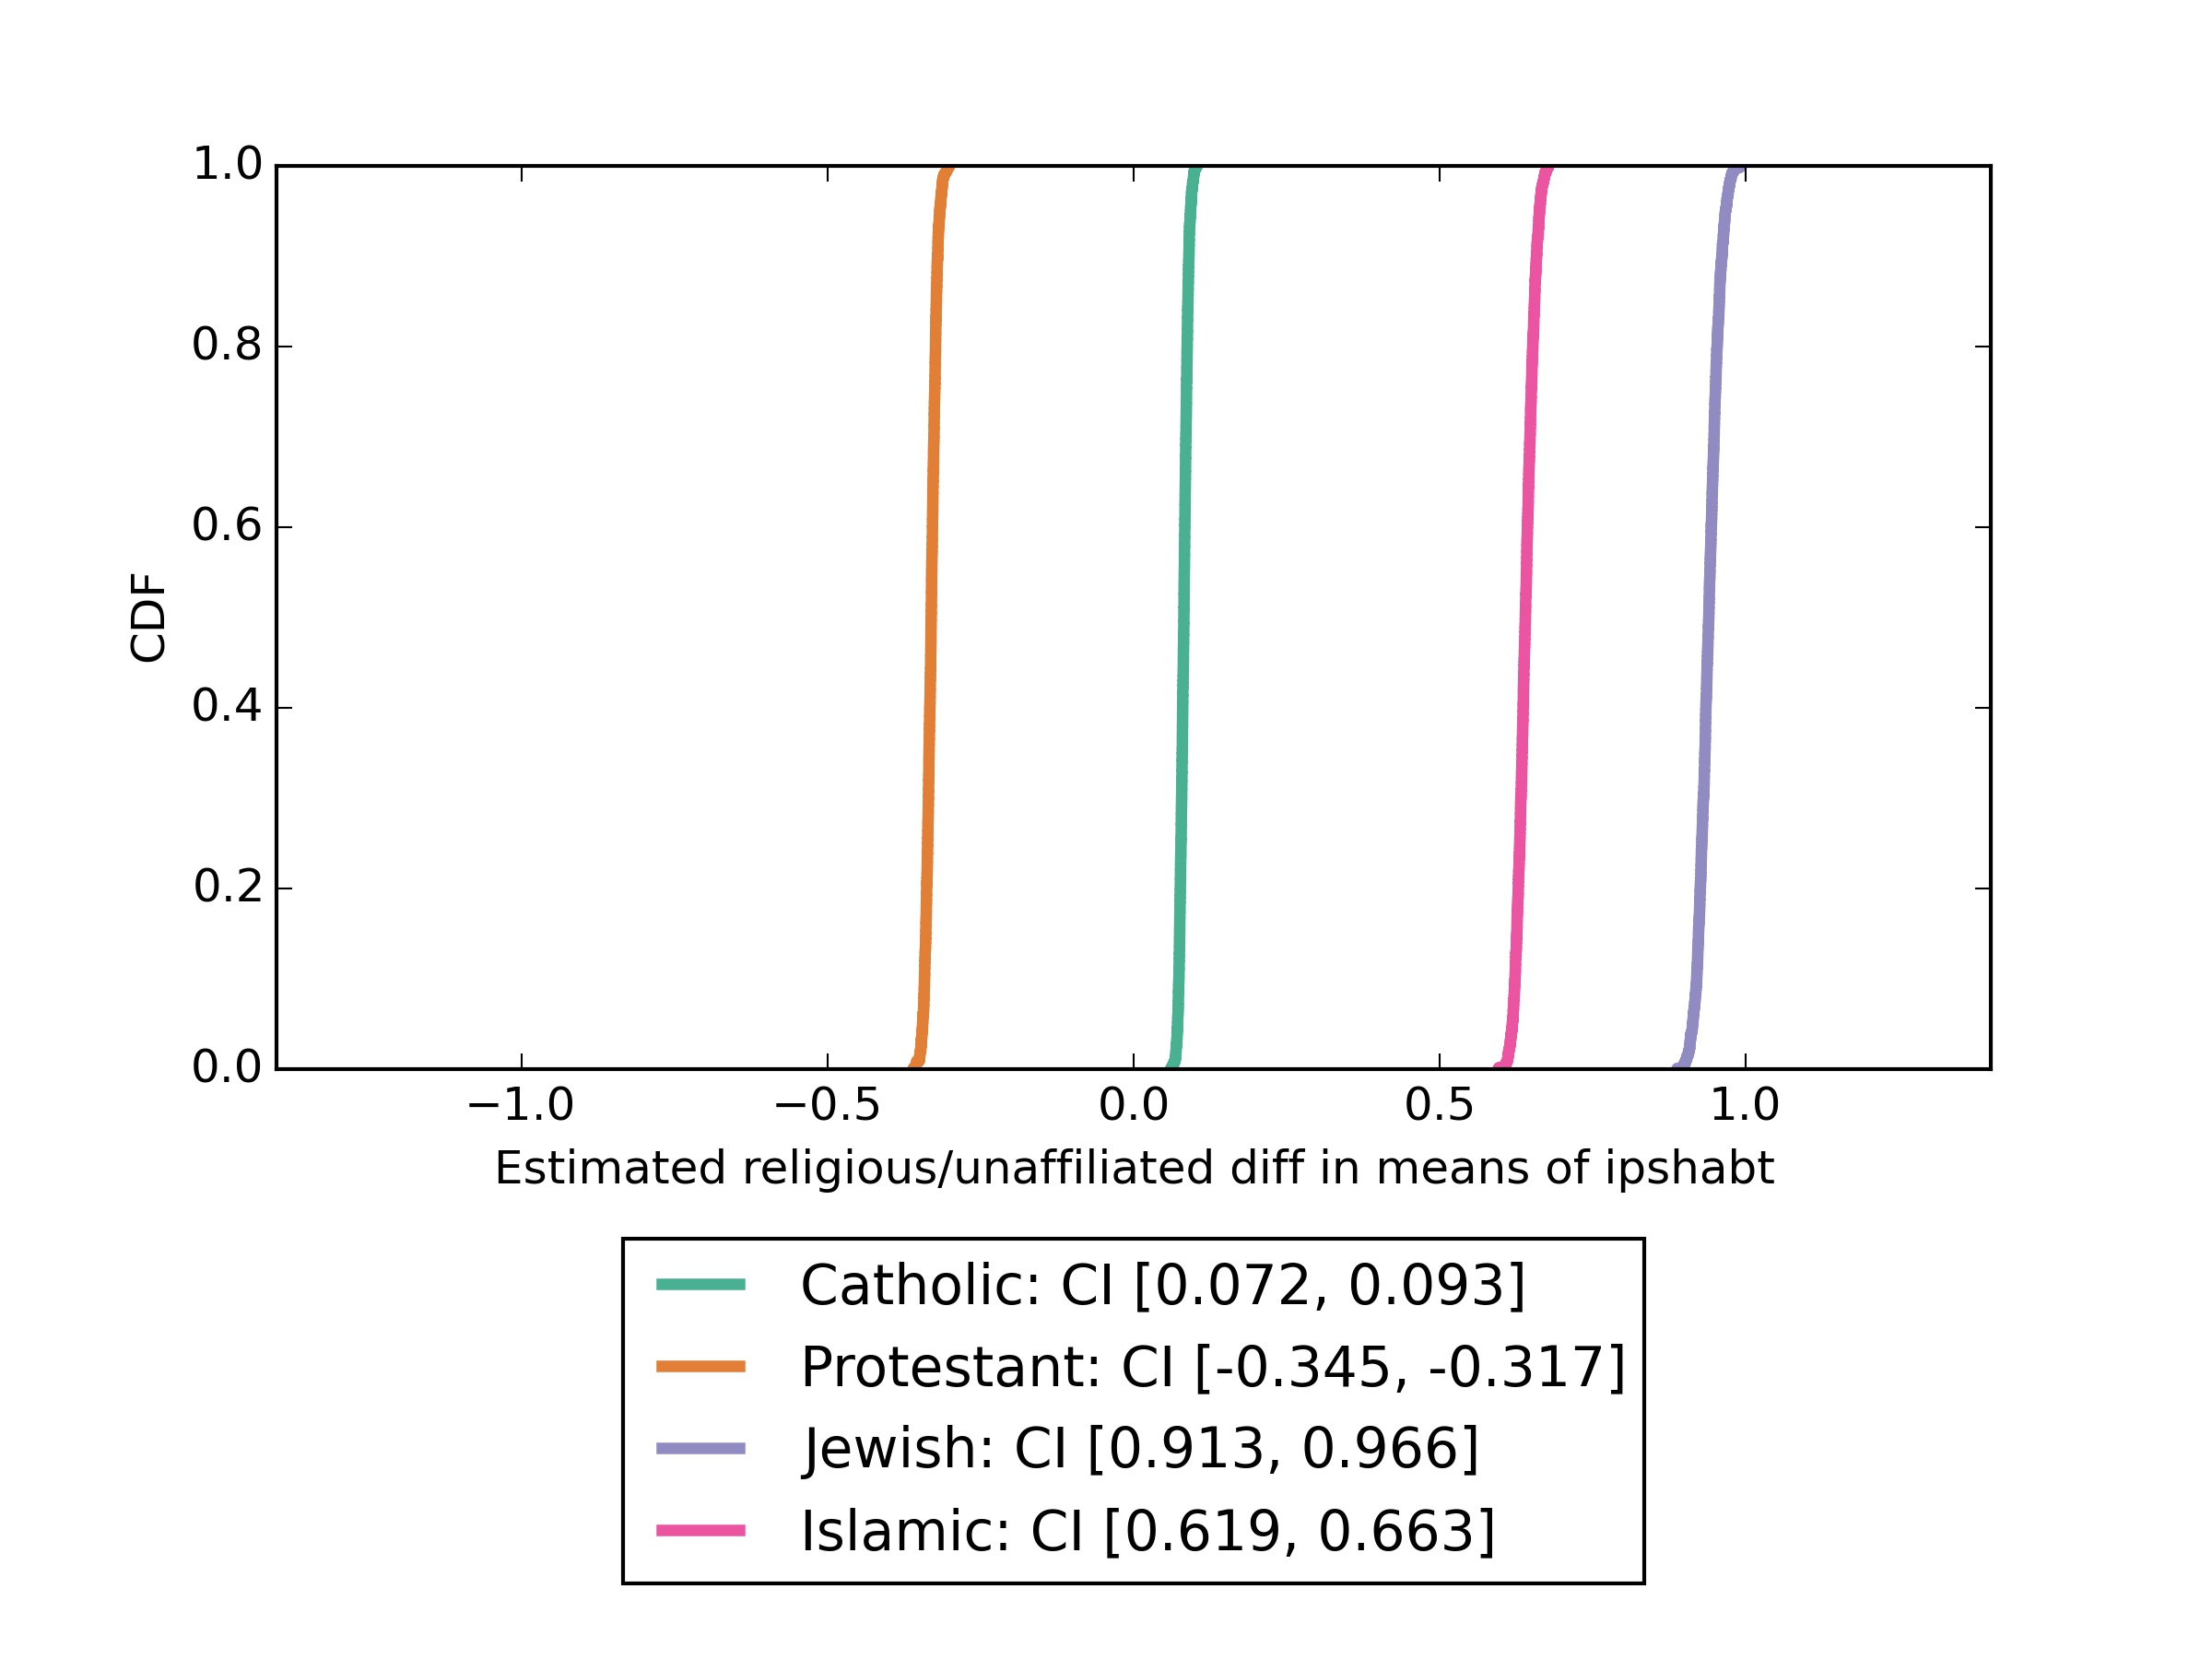 1.0
0.8
0.6
0.4
0.2
0.0
CDF
−1.0 −0.5 0.0 0.5 1.0
Estimated religious/unaffiliated diff in means of ipshabt
Catholic: CI [0.072, 0.093]
Protestant: CI [-0.345, -0.317]
Jewish: CI [0.913, 0.966]
Islamic: CI [0.619, 0.663]